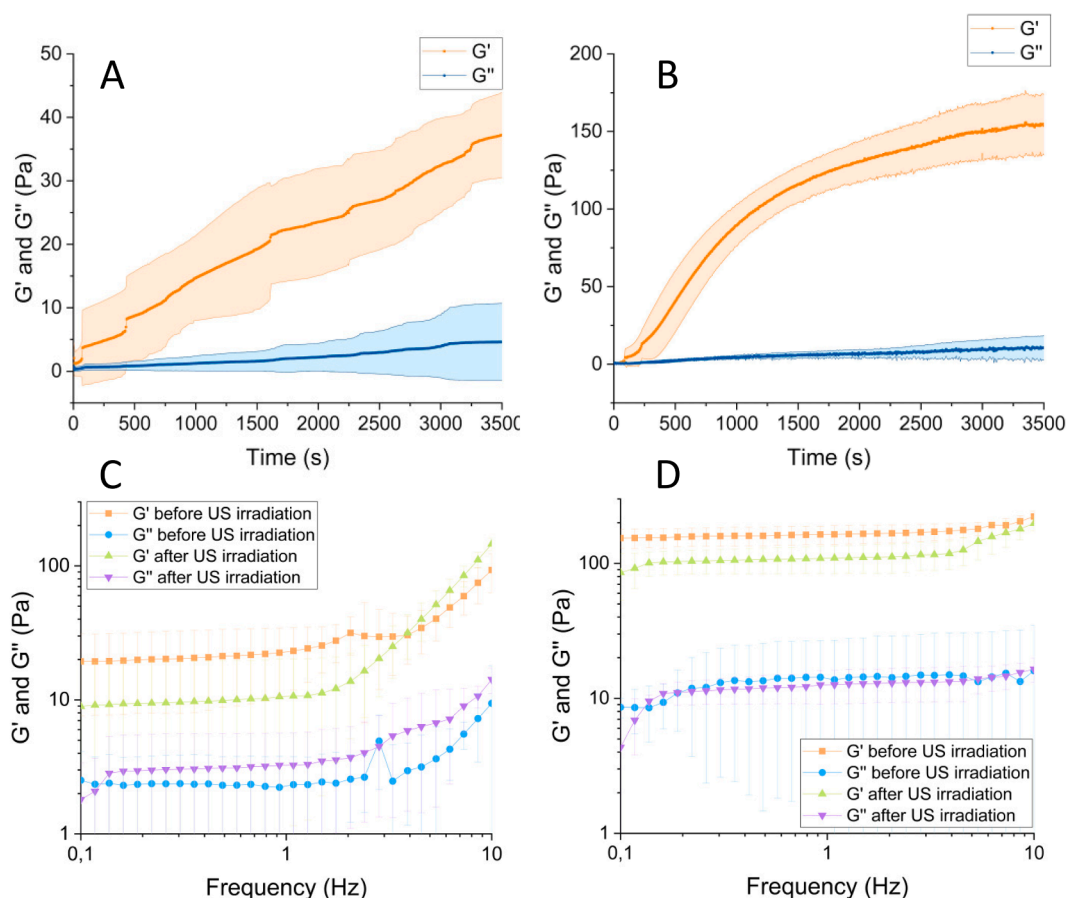 A
G'
G"
50
40
30
20
10
0
G' and G" (Pa)
0 500 1000 1500 2000 2500 3000 3500
Time (s)
B
G'
G"
200
150
100
50
0
-25
G' and G" (Pa)
0 500 1000 1500 2000 2500 3000 3500
Time (s)
C
G' before US irradiation
G" before US irradiation
G' after US irradiation
G" after US irradiation
100
10
1
G' and G" (Pa)
0,1 1 10
Frequency (Hz)
D
100
10
1
G' and G" (Pa)
G' before US irradiation
G" before US irradiation
G' after US irradiation
G" after US irradiation
0,1 1 10
Frequency (Hz)